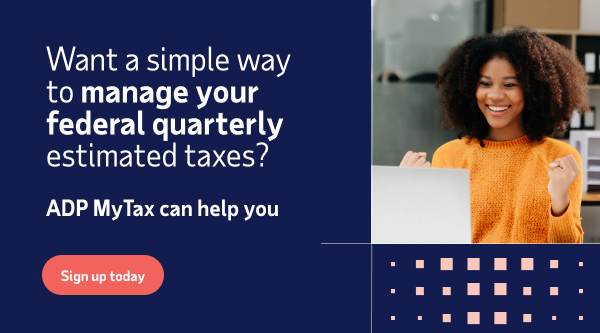 Want a simple way
to manage your
federal quarterly
estimated taxes?
ADP MyTax can help you
Sign up today